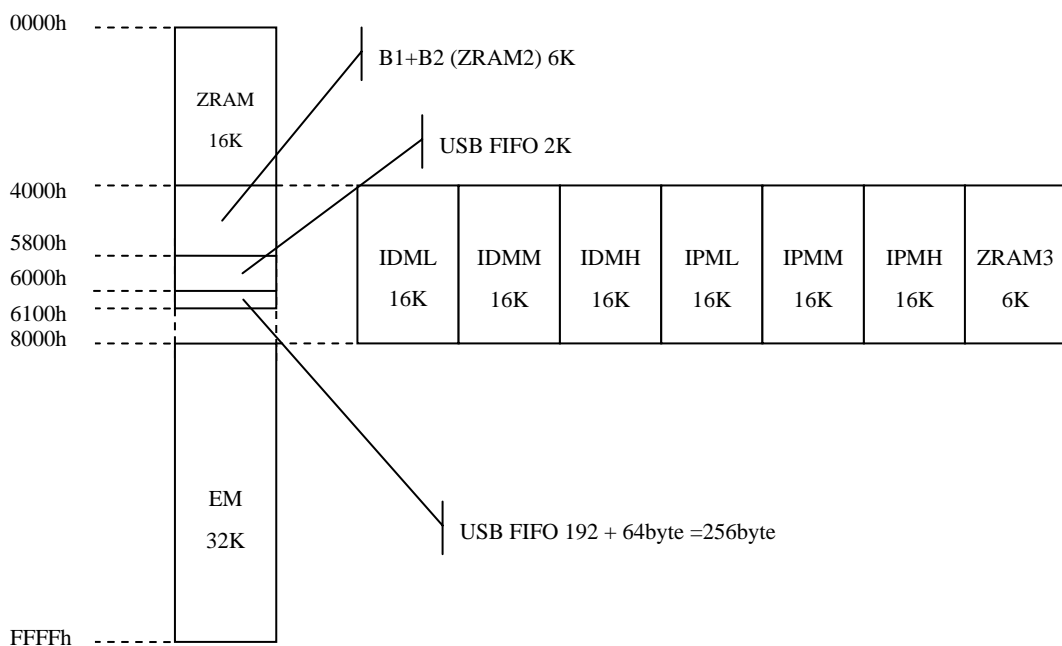 0000h
B1+B2 (ZRAM2) 6K
ZRAM
16K
USB FIFO 2K
4000h
5800h
6000h
6100h
8000h
IDML
16K
IDMM
16K
IDMH
16K
IPML
16K
IPMM
16K
IPMH
16K
ZRAM3
6K
EM
32K
USB FIFO 192 + 64byte =256byte
FFFFh